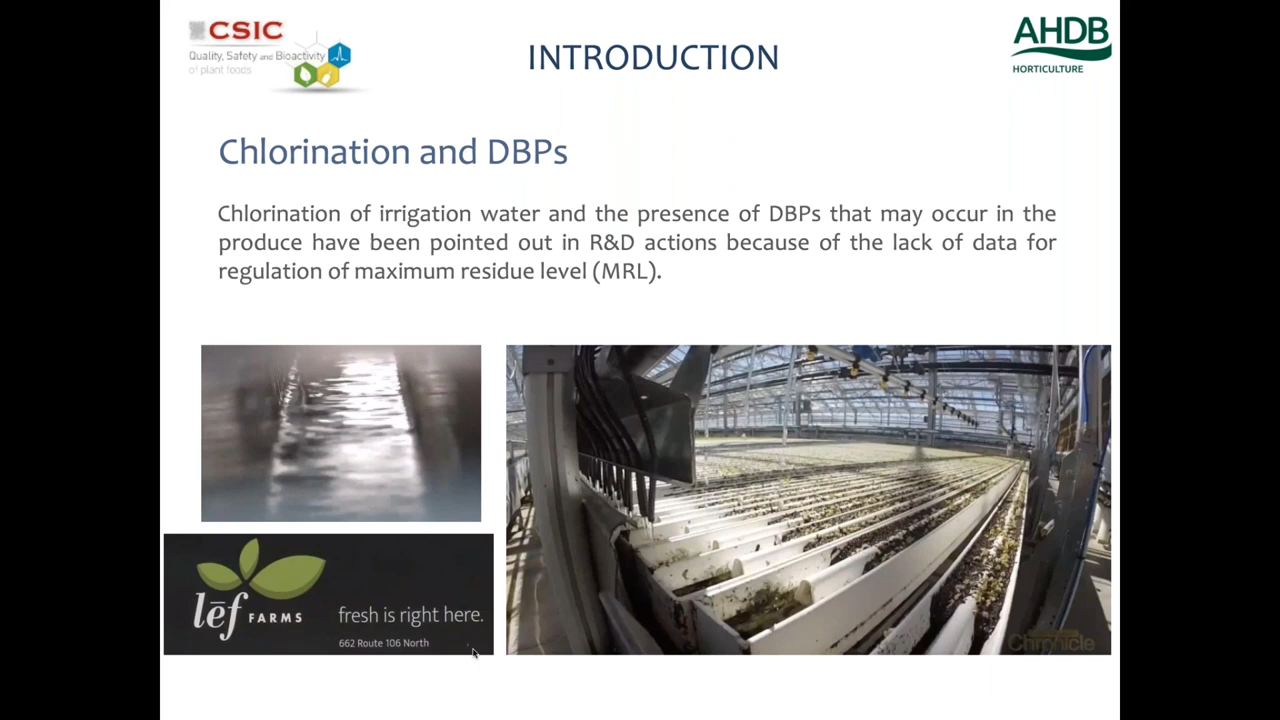 CSIC
Quality, Safety and Bioactivity
of plant foods
INTRODUCTION
AHDB
HORTICULTURE
Chlorination and DBPs
Chlorination of irrigation water and the presence of DBPs that may occur in the
produce have been pointed out in R&D actions because of the lack of data for
regulation of maximum residue level (MRL).
lēf FARMS
fresh is right here.
662 Route 106 North
Chronicle